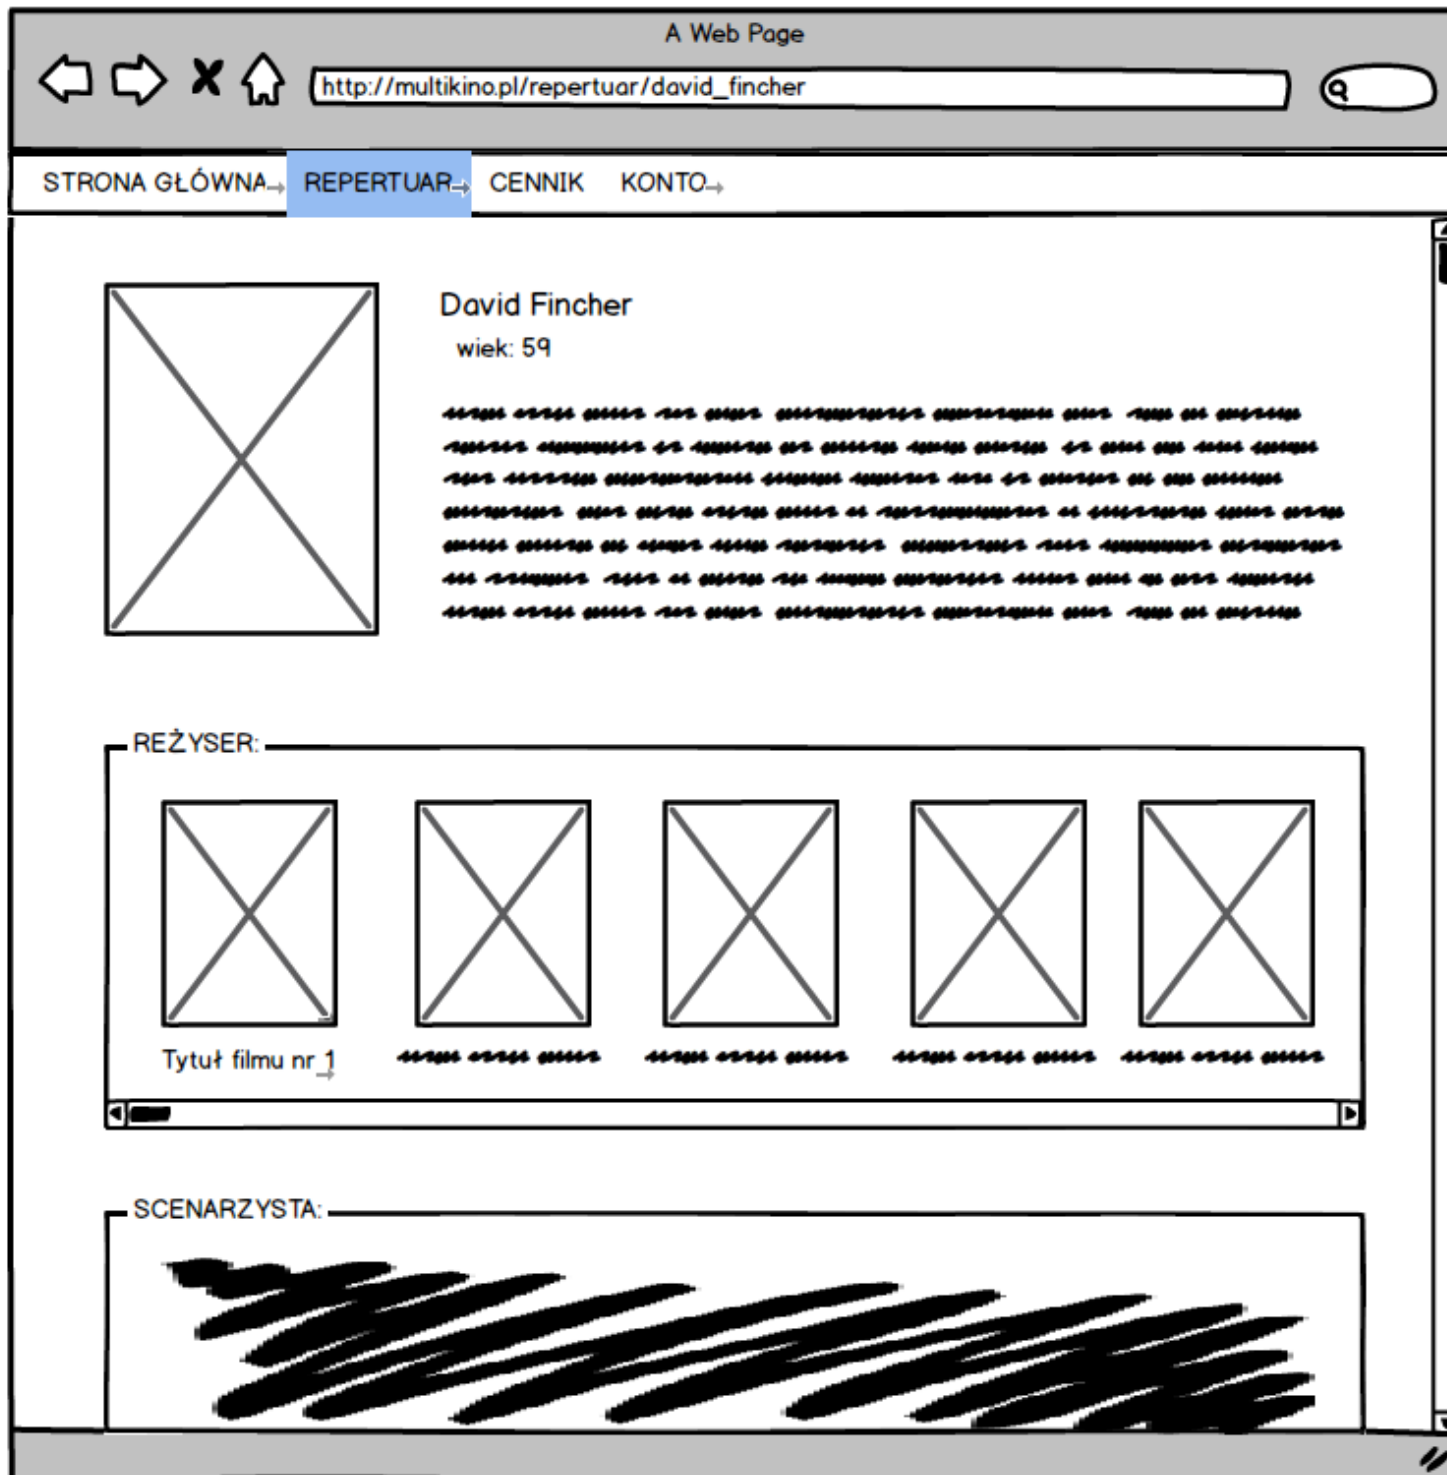 A Web Page
http://multikino.pl/repertuar/david_fincher
STRONA GŁÓWNA REPERTUAR CENNIK KONTO
David Fincher
wiek: 59
REŻYSER:
Tytuł filmu nr 1
SCENARZYSTA: